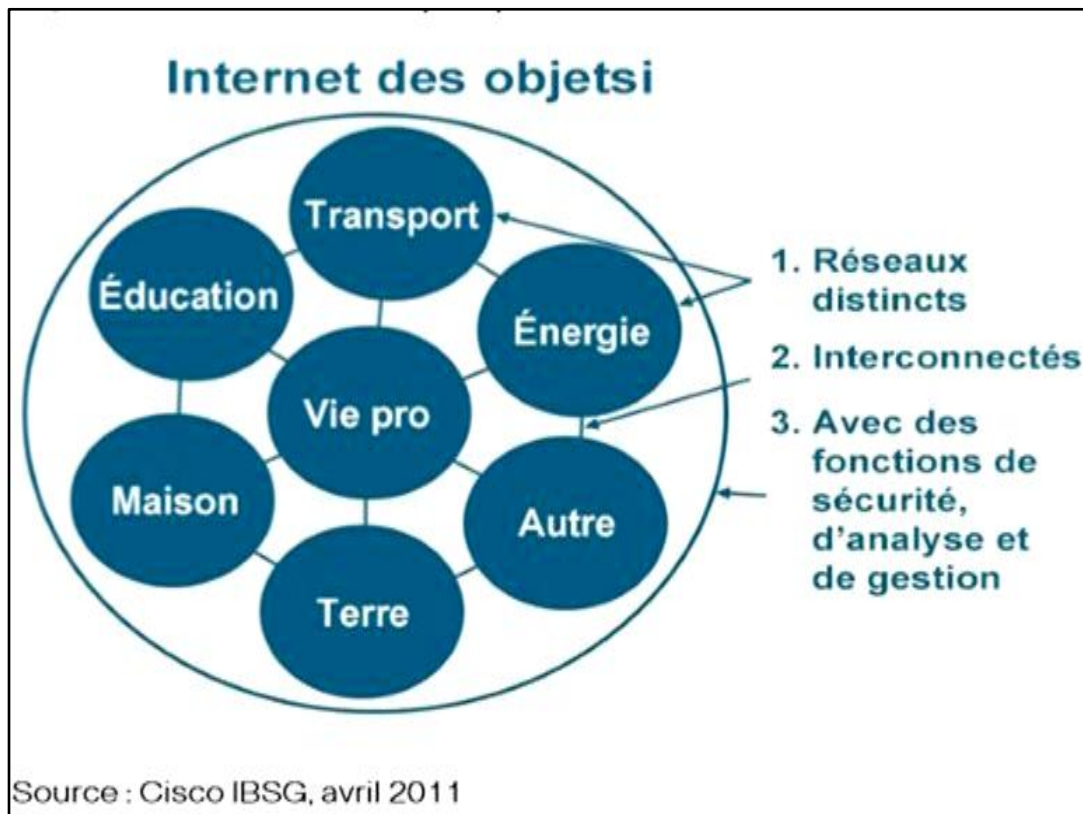 Internet des objetsi
Transport
Éducation
Énergie
Vie pro
Maison
Autre
Terre
1. Réseaux
distincts
2. Interconnectés
3. Avec des
fonctions de
sécurité,
d'analyse et
de gestion
Source : Cisco IBSG, avril 2011